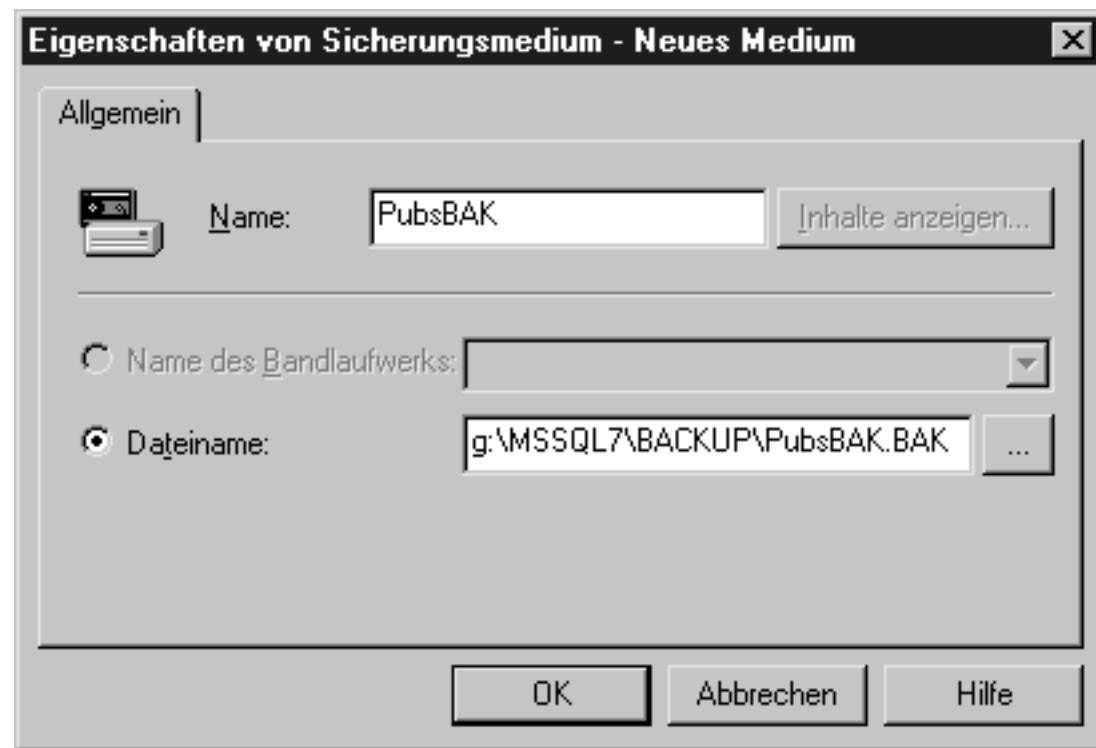 Eigenschaften von Sicherungsmedium - Neues Medium
Allgemein
Name: PubsBAK Inhalte anzeigen...
Name des Bandlaufwerks:
Dateiname: g:\MSSQL7\BACKUP\PubsBAK.BAK ...
OK Abbrechen Hilfe